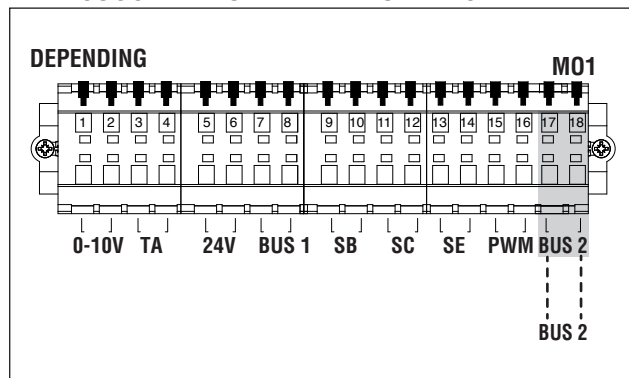 DEPENDING
MO1
1 2 3 4 5 6 7 8 9 10 11 12 13 14 15 16 17 18
0-10V TA 24V BUS 1 SB SC SE PWM BUS 2
BUS 2